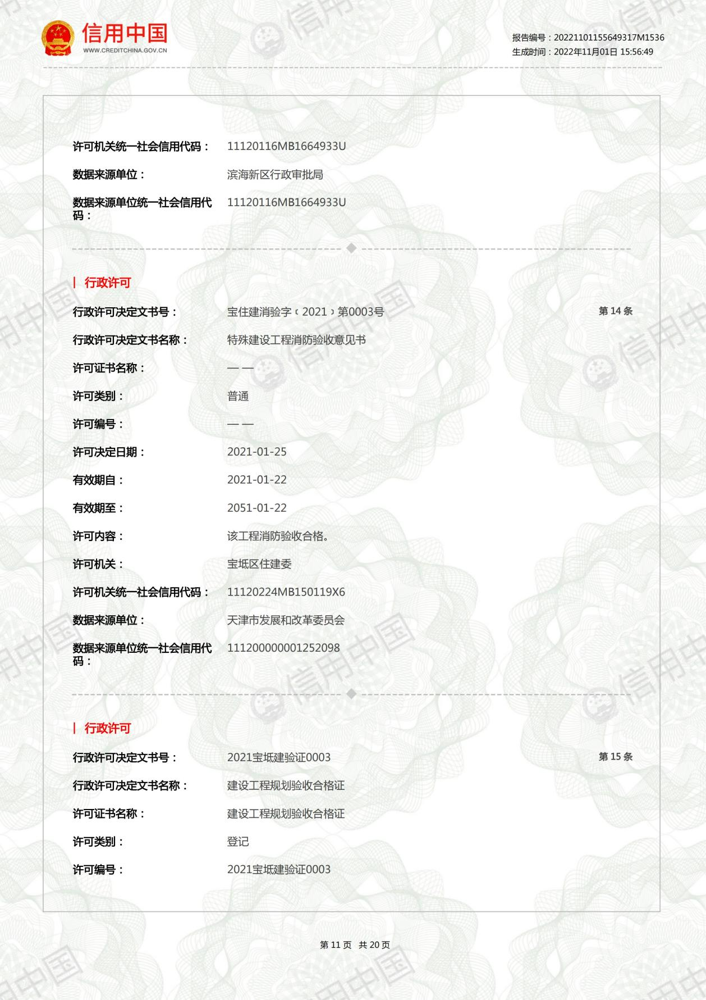 信用中国
WWW.CREDITCHINA.GOV.CN
报告编号：20221101155649317M1536
生成时间：2022年11月01日 15:56:49
许可机关统一社会信用代码： 11120116MB1664933U
数据来源单位： 滨海新区行政审批局
数据来源单位统一社会信用代 11120116MB1664933U
码：
行政许可
行政许可决定文书号： 宝住建消验字﹝2021﹞第0003号 第 14 条
行政许可决定文书名称： 特殊建设工程消防验收意见书
许可证书名称： — —
许可类别： 普通
许可编号： — —
许可决定日期： 2021-01-25
有效期自： 2021-01-22
有效期至： 2051-01-22
许可内容： 该工程消防验收合格。
许可机关： 宝坻区住建委
许可机关统一社会信用代码： 11120224MB150119X6
数据来源单位： 天津市发展和改革委员会
数据来源单位统一社会信用代 111200000001252098
码：
行政许可
行政许可决定文书号： 2021宝坻建验证0003 第 15 条
行政许可决定文书名称： 建设工程规划验收合格证
许可证书名称： 建设工程规划验收合格证
许可类别： 登记
许可编号： 2021宝坻建验证0003
第 11 页 共 20 页